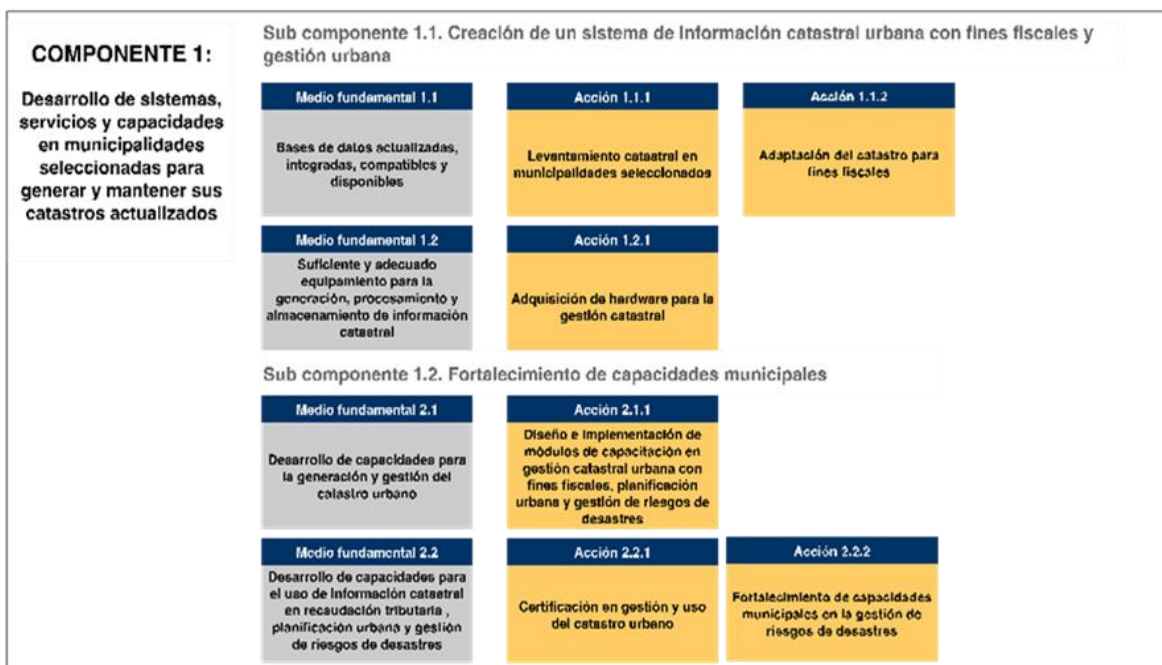 COMPONENTE 1:
Desarrollo de sistemas,
servicios y capacidades
en municipalidades
seleccionadas para
generar y mantener sus
catastros actualizados
Sub componente 1.1. Creación de un sistema de información catastral urbana con fines fiscales y
gestión urbana
Medio fundamental 1.1
Bases de datos actualizadas,
integradas, compatibles y
disponibles
Acción 1.1.1
Levantamiento catastral en
municipalidades seleccionados
Acción 1.1.2
Adaptación del catastro para
fines fiscales
Medio fundamental 1.2
Suficiente y adecuado
equipamiento para la
generación, procesamiento y
almacenamiento de información
catastral
Acción 1.2.1
Adquisición de hardware para la
gestión catastral
Sub componente 1.2. Fortalecimiento de capacidades municipales
Medio fundamental 2.1
Desarrollo de capacidades para
la generación y gestión del
catastro urbano
Acción 2.1.1
Diseño e implementación de
módulos de capacitación en
gestión catastral urbana con
fines fiscales, planificación
urbana y gestión de riesgos de
desastres
Medio fundamental 2.2
Desarrollo de capacidades para
el uso de información catastral
en recaudación tributaria ,
planificación urbana y gestión
de riesgos de desastres
Acción 2.2.1
Certificación en gestión y uso
del catastro urbano
Acción 2.2.2
Fortalecimiento de capacidades
municipales en la gestión de
riesgos de desastres